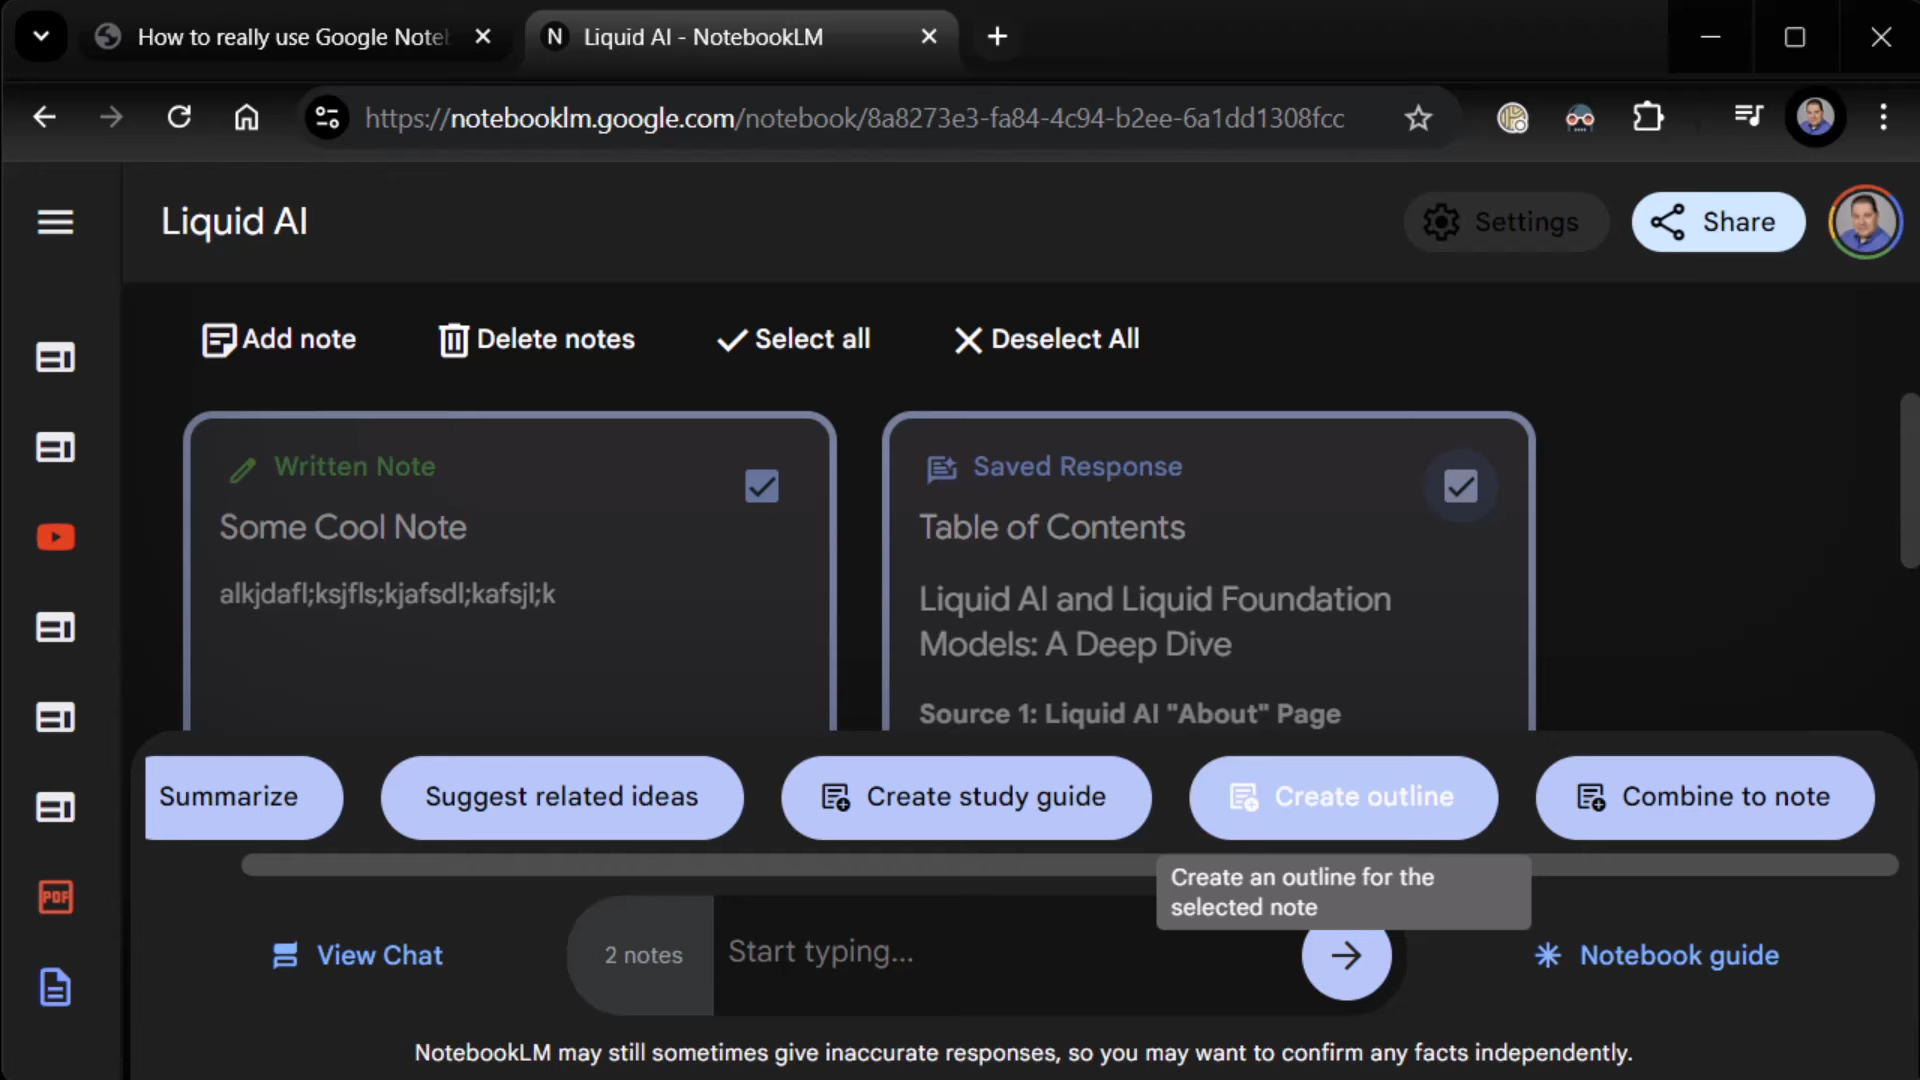 How to really use Google Note
N Liquid AI - NotebookLM
https://notebooklm.google.com/notebook/8a8273e3-fa84-4c94-b2ee-6a1dd1308fcc
Liquid AI
Settings
Share
Add note
Delete notes
Select all
Deselect All
Written Note
Some Cool Note
alkjdafl;ksjfls;kjafsdl;kafsjl;k
Saved Response
Table of Contents
Liquid AI and Liquid Foundation
Models: A Deep Dive
Source 1: Liquid AI "About" Page
Summarize
Suggest related ideas
Create study guide
Create outline
Combine to note
Create an outline for the
selected note
PDF
View Chat
2 notes
Start typing...
Notebook guide
NotebookLM may still sometimes give inaccurate responses, so you may want to confirm any facts independently.